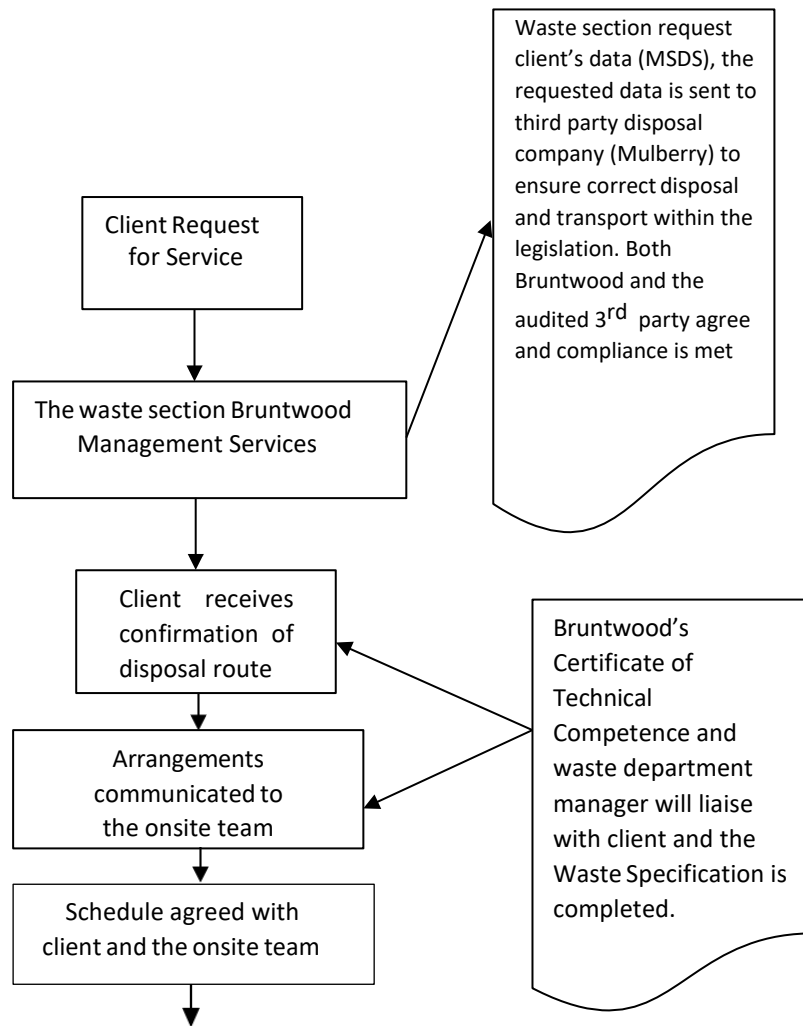 Client Request
for Service
The waste section Bruntwood
Management Services
Waste section request
client’s data (MSDS), the
requested data is sent to
third party disposal
company (Mulberry) to
ensure correct disposal
and transport within the
legislation. Both
Bruntwood and the
audited 3rd party agree
and compliance is met
Client receives
confirmation of
disposal route
Arrangements
communicated to
the onsite team
Schedule agreed with
client and the onsite team
Bruntwood’s
Certificate of
Technical
Competence and
waste department
manager will liaise
with client and the
Waste Specification is
completed.